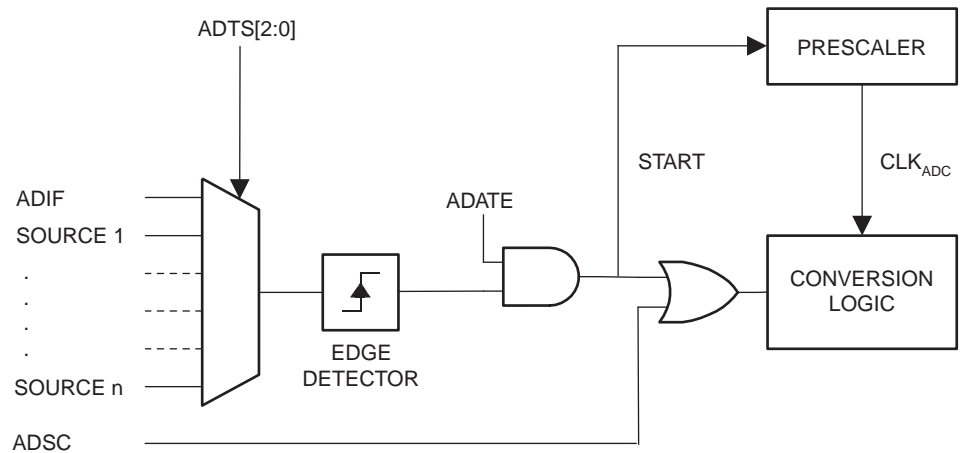 ADTS[2:0]
PRESCALER
START
CLKADC
ADIF
ADATE
SOURCE 1
.
.
.
.
CONVERSION
LOGIC
EDGE
DETECTOR
SOURCE n
ADSC